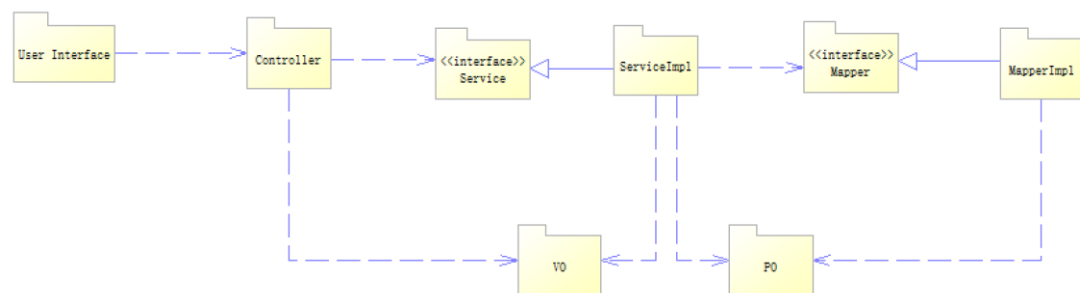 User Interface
Controller
<<interface>>
Service
ServiceImpl
<<interface>>
Mapper
MapperImpl
VO
PO